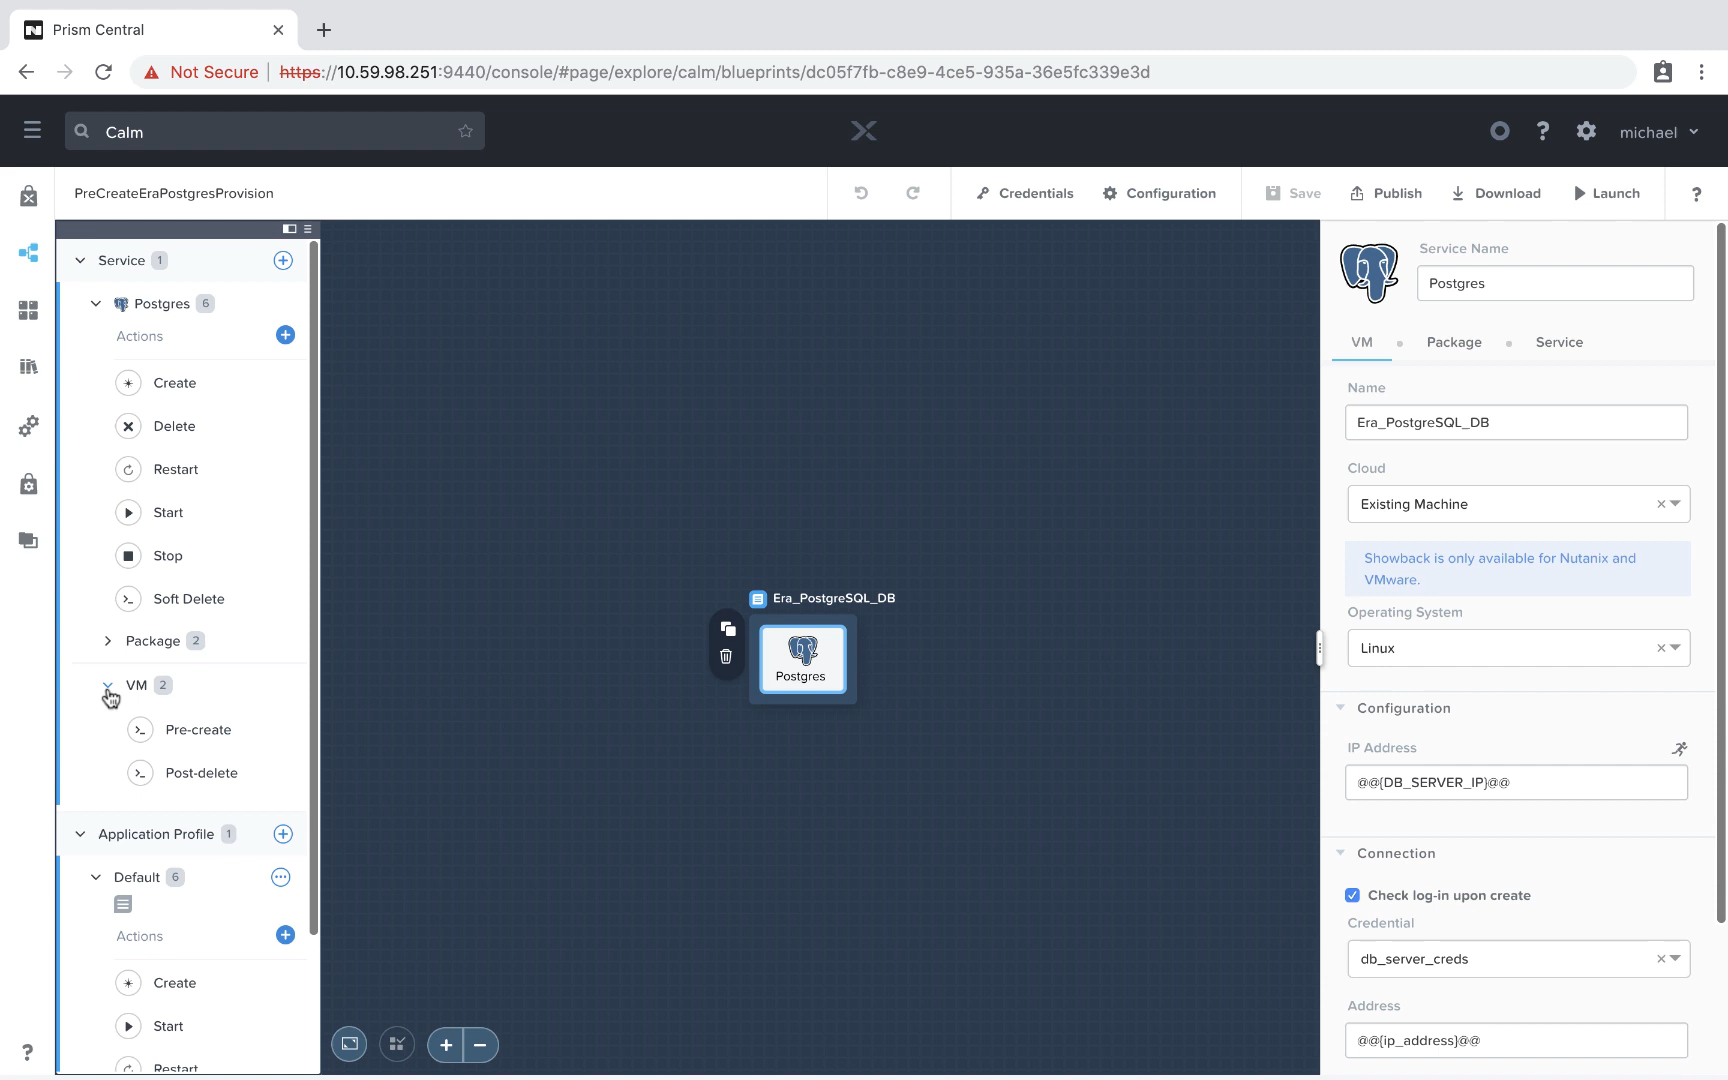 Prism Central
Not Secure
https://10.59.98.251:9440/console/#page/explore/calm/blueprints/dc05f7fb-c8e9-4ce5-935a-36e5fc339e3d
Calm
michael
PreCreateEraPostgresProvision
Credentials
Configuration
Save
Publish
Download
Launch
?
Service 1
Postgres 6
Actions
Create
Delete
Restart
Start
Stop
Soft Delete
Package 2
VM 2
Pre-create
Post-delete
Application Profile 1
Default 6
Actions
Create
Start
Restart
?
Era_PostgreSQL_DB
Postgres
Service Name
Postgres
VM
Package
Service
Name
Era_PostgreSQL_DB
Cloud
Existing Machine
Showback is only available for Nutanix and
VMware.
Operating System
Linux
Configuration
IP Address
@@{DB_SERVER_IP}@@
Connection
Check log-in upon create
Credential
db_server_creds
Address
@@{ip_address}@@